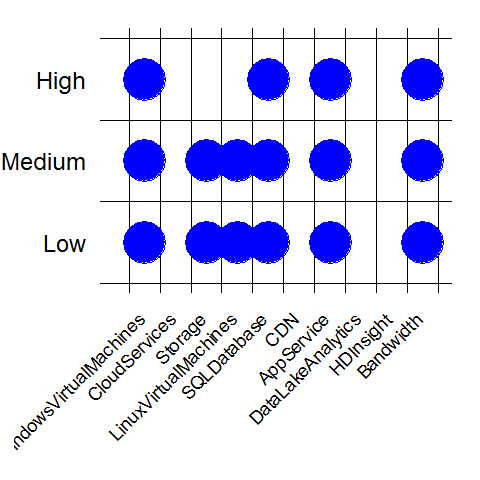 High
Medium
Low
ndowsVirtualMachines
CloudServices
Storage
LinuxVirtualMachines
SQLDatabase
CDN
AppService
DataLakeAnalytics
HDInsight
Bandwidth